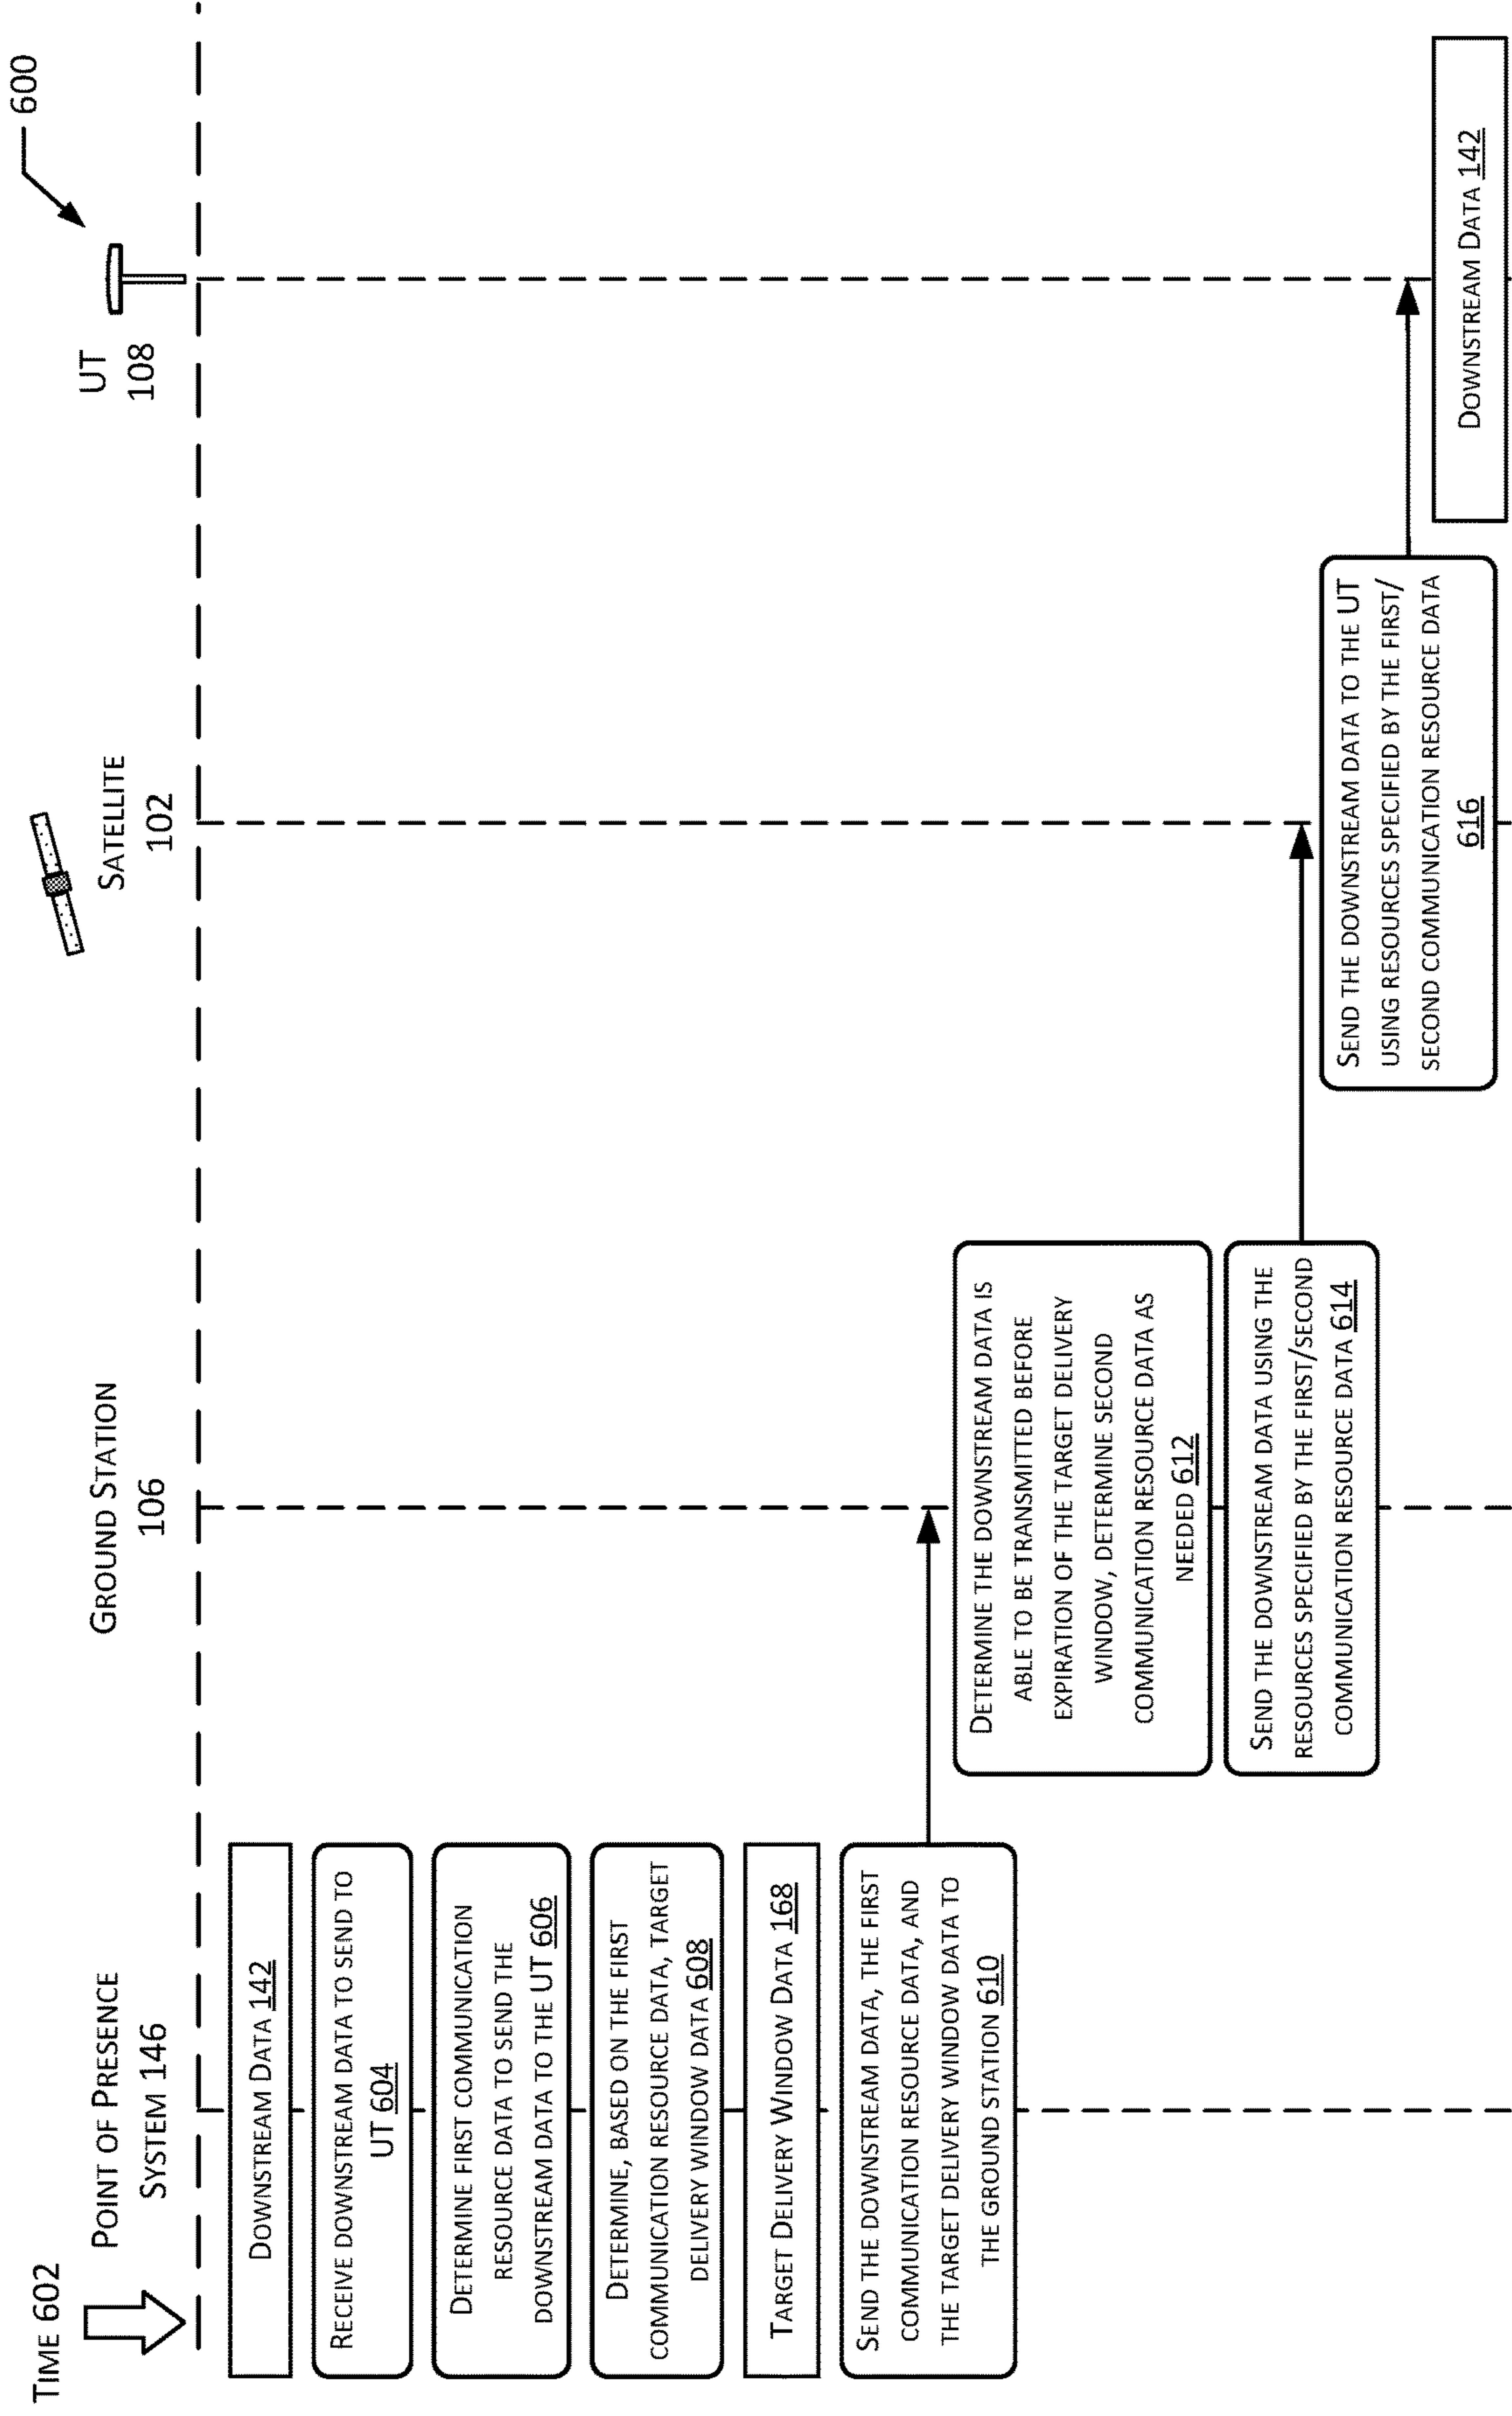 600
TIME 602
POINT OF PRESENCE
SYSTEM 146
GROUND STATION
106
SATELLITE
102
UT
108
DOWNSTREAM DATA 142
RECEIVE DOWNSTREAM DATA TO SEND TO
UT 604
DETERMINE FIRST COMMUNICATION
RESOURCE DATA TO SEND THE
DOWNSTREAM DATA TO THE UT 606
DETERMINE, BASED ON THE FIRST
COMMUNICATION RESOURCE DATA, TARGET
DELIVERY WINDOW DATA 608
TARGET DELIVERY WINDOW DATA 168
SEND THE DOWNSTREAM DATA, THE FIRST
COMMUNICATION RESOURCE DATA, AND
THE TARGET DELIVERY WINDOW DATA TO
THE GROUND STATION 610
DETERMINE THE DOWNSTREAM DATA IS
ABLE TO BE TRANSMITTED BEFORE
EXPIRATION OF THE TARGET DELIVERY
WINDOW, DETERMINE SECOND
COMMUNICATION RESOURCE DATA AS
NEEDED 612
SEND THE DOWNSTREAM DATA USING THE
RESOURCES SPECIFIED BY THE FIRST/SECOND
COMMUNICATION RESOURCE DATA 614
SEND THE DOWNSTREAM DATA TO THE UT
USING RESOURCES SPECIFIED BY THE FIRST/
SECOND COMMUNICATION RESOURCE DATA
616
DOWNSTREAM DATA 142